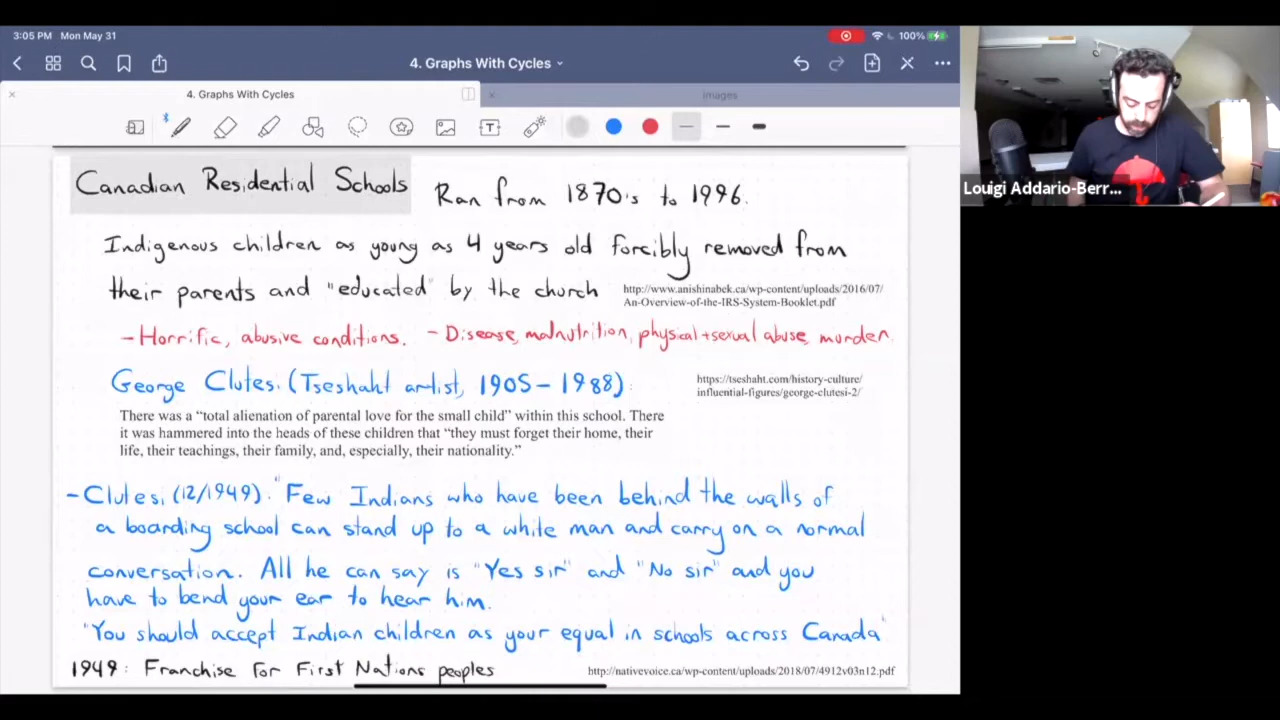 3:05 PM Mon May 31
100%
4. Graphs With Cycles
4. Graphs With Cycles
Images
T
Louigi Addario-Berr...
Canadian Residential Schools Ran from 1870's to 1996.
Indigenous children as young as 4 years old forcibly removed from
their parents and "educated" by the church
http://www.anishinabek.ca/wp-content/uploads/2016/07/
An-Overview-of-the-IRS-System-Booklet.pdf
- Horrific, abusive conditions. - Disease, malnutrition, physical + sexual abuse, murder.
George Clutesi (Tseshaht artist, 1905-1988):
https://tseshaht.com/history-culture/
influential-figures/george-clutesi-2/
There was a “total alienation of parental love for the small child” within this school. There
it was hammered into the heads of these children that “they must forget their home, their
life, their teachings, their family, and, especially, their nationality.”
- Clutesi (12/1949). "Few Indians who have been behind the walls of
a boarding school can stand up to a white man and carry on a normal
conversation. All he can say is "Yes sir" and "No sir" and you
have to bend your ear to hear him.
"You should accept Indian children as your equal in schools across Canada"
1949: Franchise for First Nations peoples
http://nativevoice.ca/wp-content/uploads/2018/07/4912v03n12.pdf